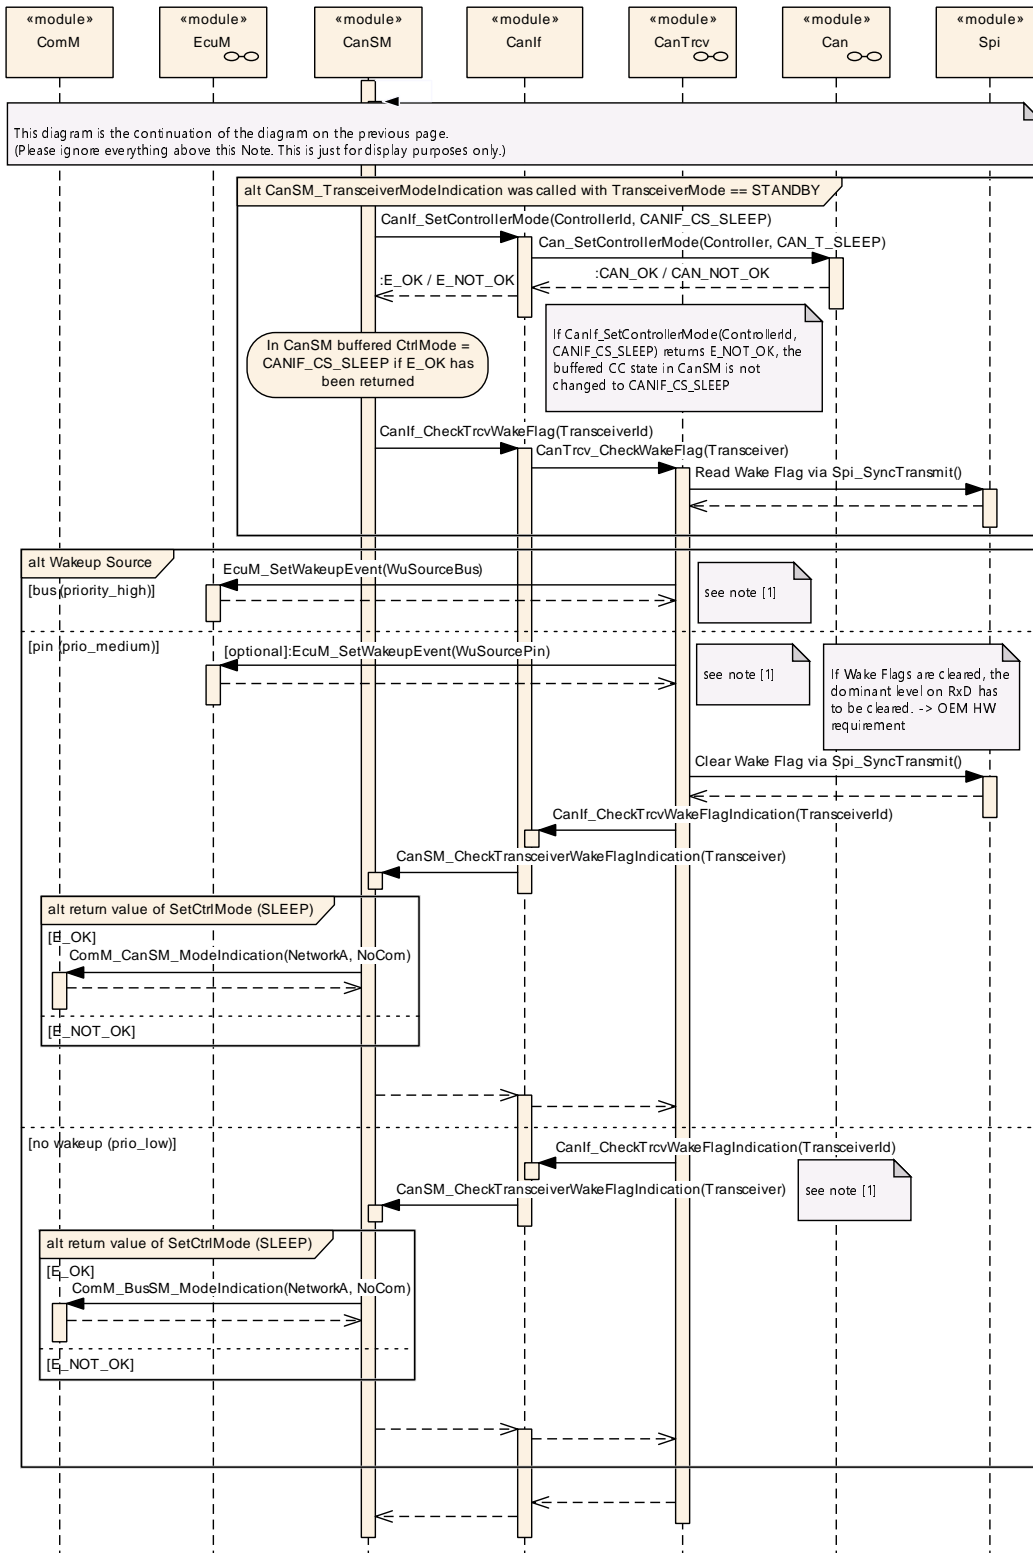 «module»
ComM
«module»
EcuM
«module»
CanSM
«module»
CanIf
«module»
CanTrcv
«module»
Can
«module»
Spi
This diagram is the continuation of the diagram on the previous page.
(Please ignore everything above this Note. This is just for display purposes only.)
alt CanSM_TransceiverModeIndication was called with TransceiverMode == STANDBY
CanIf_SetControllerMode(ControllerId, CANIF_CS_SLEEP)
Can_SetControllerMode(Controller, CAN_T_SLEEP)
:CAN_OK / CAN_NOT_OK
:E_OK / E_NOT_OK
In CanSM buffered CtrlMode =
CANIF_CS_SLEEP if E_OK has
been returned
If CanIf_SetControllerMode(ControllerId,
CANIF_CS_SLEEP) returns E_NOT_OK, the
buffered CC state in CanSM is not
changed to CANIF_CS_SLEEP
CanIf_CheckTrcvWakeFlag(TransceiverId)
CanTrcv_CheckWakeFlag(Transceiver)
Read Wake Flag via Spi_SyncTransmit()
alt Wakeup Source
EcuM_SetWakeupEvent(WuSourceBus)
[bus (priority_high)]
see note [1]
[pin (prio_medium)]
[optional]:EcuM_SetWakeupEvent(WuSourcePin)
see note [1]
If Wake Flags are cleared, the
dominant level on RxD has
to be cleared. -> OEM HW
requirement
Clear Wake Flag via Spi_SyncTransmit()
CanIf_CheckTrcvWakeFlagIndication(TransceiverId)
CanSM_CheckTransceiverWakeFlagIndication(Transceiver)
alt return value of SetCtrlMode (SLEEP)
[E_OK]
ComM_CanSM_ModeIndication(NetworkA, NoCom)
[E_NOT_OK]
[no wakeup (prio_low)]
CanIf_CheckTrcvWakeFlagIndication(TransceiverId)
CanSM_CheckTransceiverWakeFlagIndication(Transceiver)
see note [1]
alt return value of SetCtrlMode (SLEEP)
[E_OK]
ComM_BusSM_ModeIndication(NetworkA, NoCom)
[E_NOT_OK]